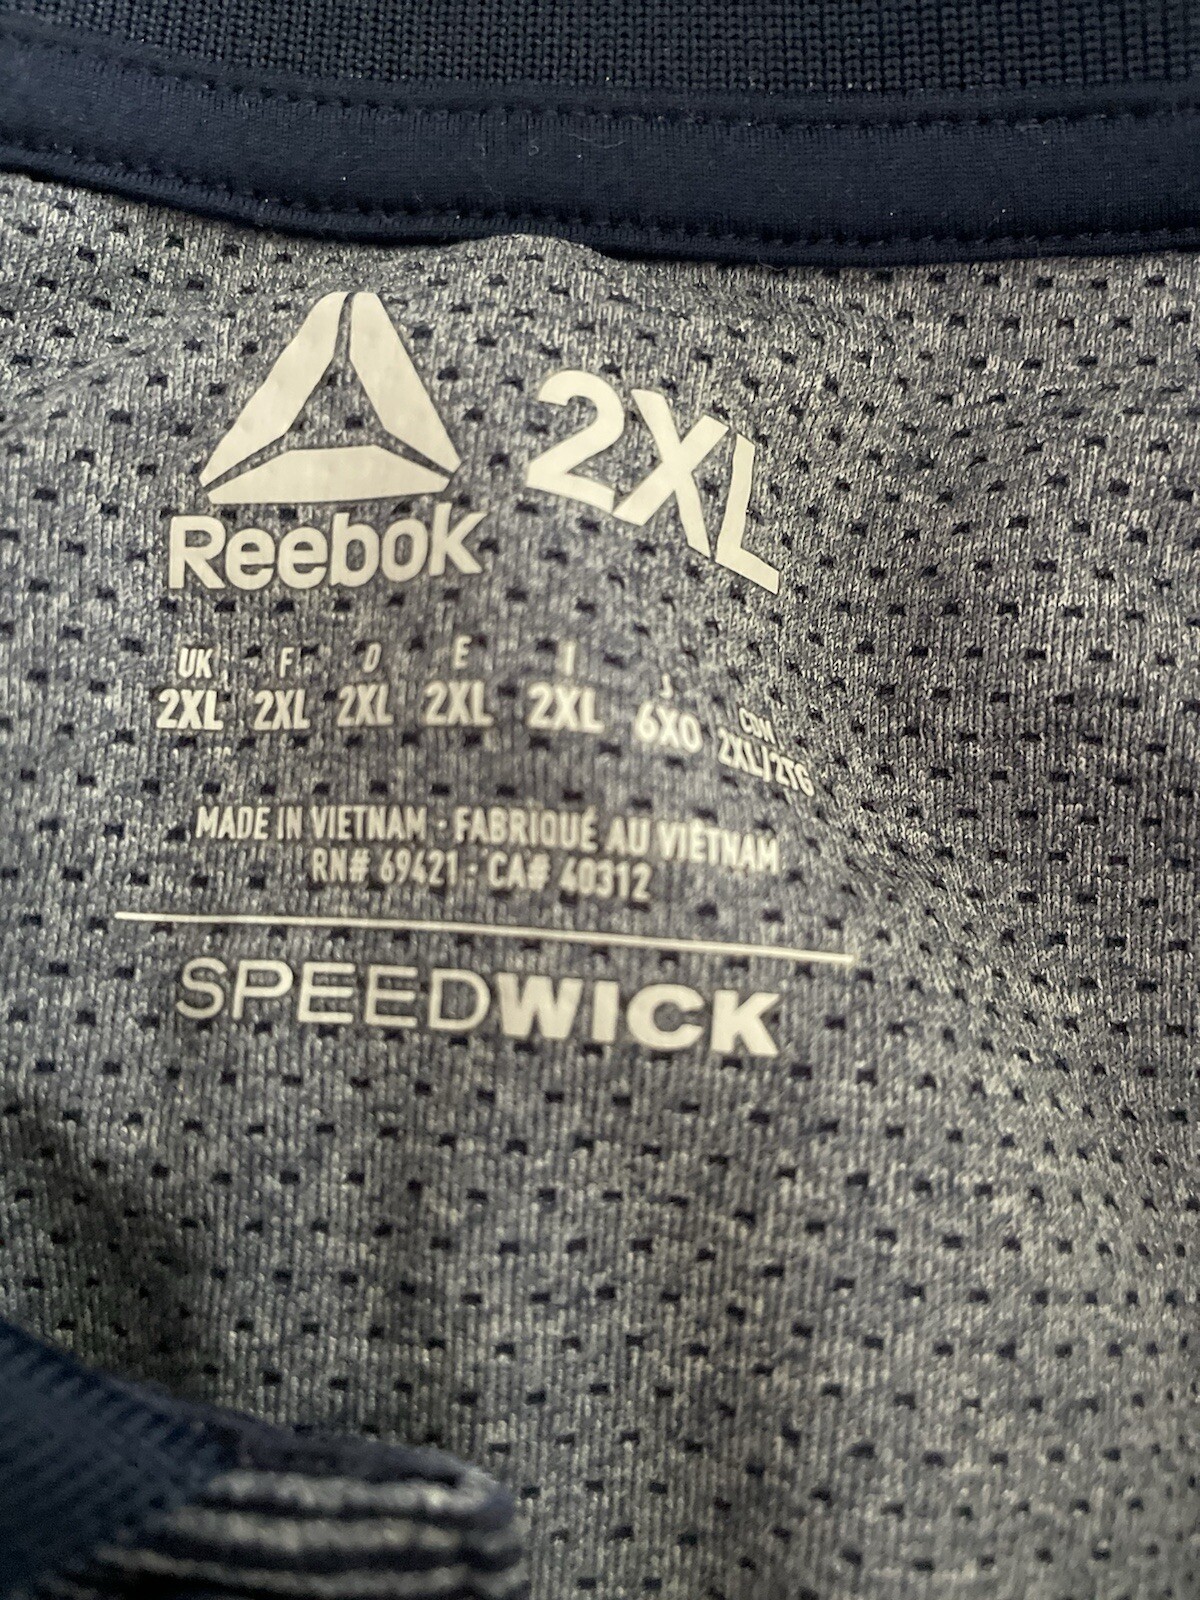 Reebok
2XL
UK F D E I J CDN
2XL 2XL 2XL 2XL 2XL 6XO 2XL/2TG
MADE IN VIETNAM · FABRIQUÉ AU VIÊTNAM
RN# 69421 · CA# 40312
SPEEDWICK